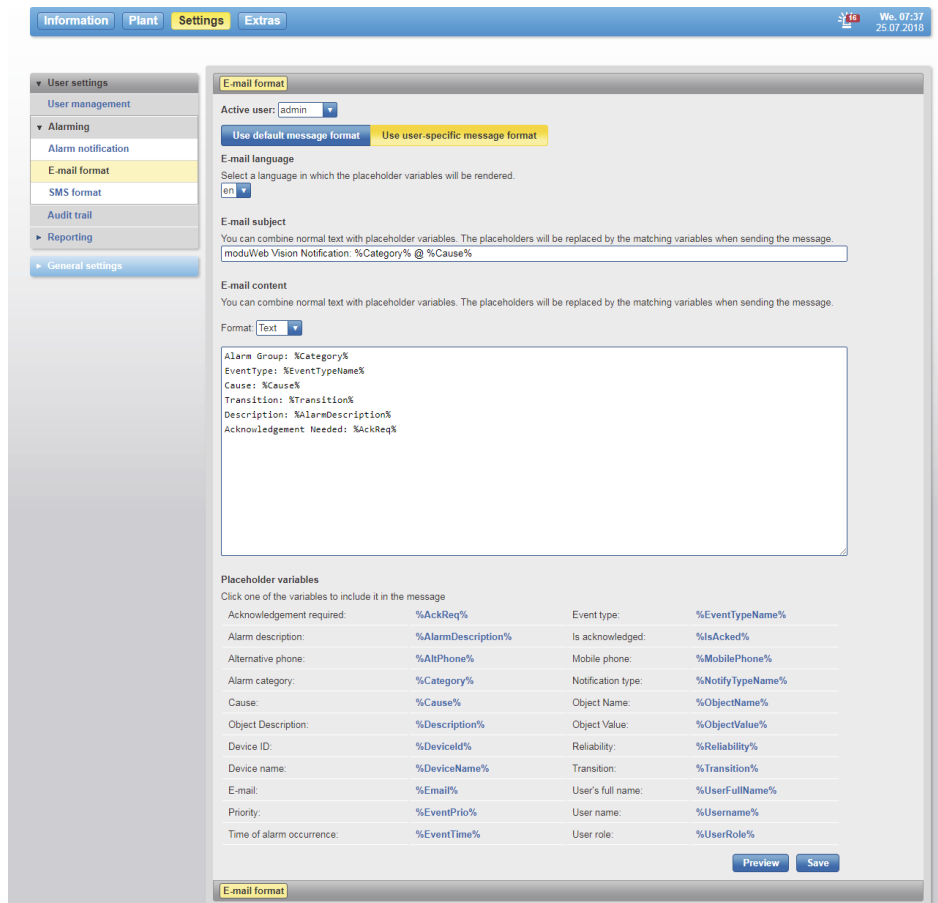 Information Plant Settings Extras 16 We. 07:37
25.07.2018
User settings
User management
Alarming
Alarm notification
E-mail format
SMS format
Audit trail
Reporting
General settings
E-mail format
Active user: admin
Use default message format Use user-specific message format
E-mail language
Select a language in which the placeholder variables will be rendered.
en
E-mail subject
You can combine normal text with placeholder variables. The placeholders will be replaced by the matching variables when sending the message.
moduWeb Vision Notification: %Category% @ %Cause%
E-mail content
You can combine normal text with placeholder variables. The placeholders will be replaced by the matching variables when sending the message.
Format: Text
Alarm Group: %Category%
EventType: %EventTypeName%
Cause: %Cause%
Transition: %Transition%
Description: %AlarmDescription%
Acknowledgement Needed: %AckReq%
Placeholder variables
Click one of the variables to include it in the message
Acknowledgement required: %AckReq% Event type: %EventTypeName%
Alarm description: %AlarmDescription% Is acknowledged: %IsAcked%
Alternative phone: %AltPhone% Mobile phone: %MobilePhone%
Alarm category: %Category% Notification type: %NotifyTypeName%
Cause: %Cause% Object Name: %ObjectName%
Object Description: %Description% Object Value: %ObjectValue%
Device ID: %DeviceId% Reliability: %Reliability%
Device name: %DeviceName% Transition: %Transition%
E-mail: %Email% User's full name: %UserFullName%
Priority: %EventPrio% User name: %Username%
Time of alarm occurrence: %EventTime% User role: %UserRole%
Preview Save
E-mail format